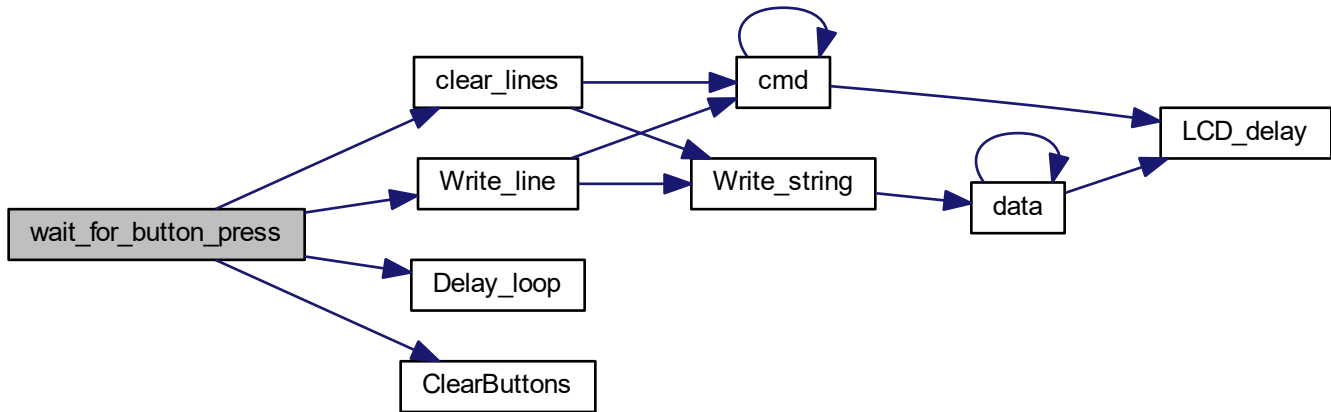 clear_lines
cmd
LCD_delay
Write_line
Write_string
data
wait_for_button_press
Delay_loop
ClearButtons